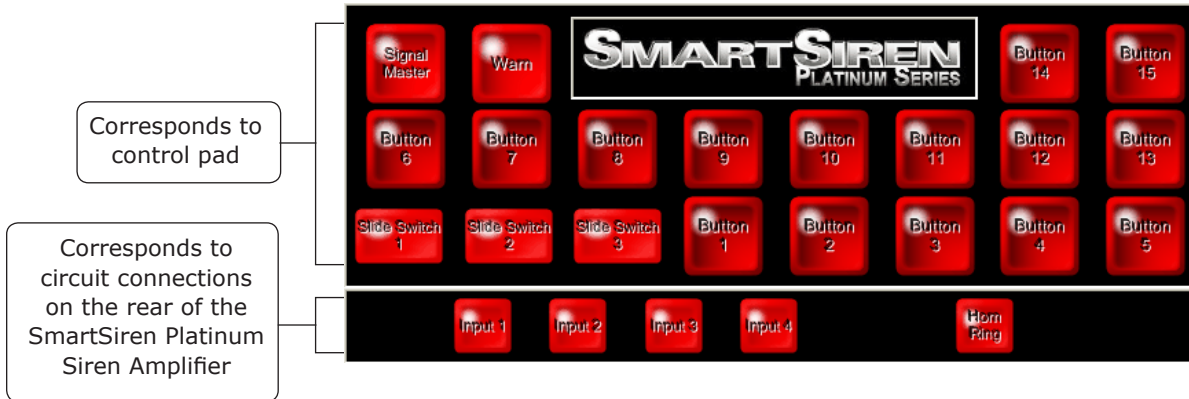 Signal
Master
Warn
SMARTSIREN
PLATINUM SERIES
Button
14
Button
15
Corresponds to
control pad
Button
6
Button
7
Button
8
Button
9
Button
10
Button
11
Button
12
Button
13
Slide Switch
1
Slide Switch
2
Slide Switch
3
Button
1
Button
2
Button
3
Button
4
Button
5
Corresponds to
circuit connections
on the rear of the
SmartSiren Platinum
Siren Amplifier
Input 1
Input 2
Input 3
Input 4
Horn
Ring